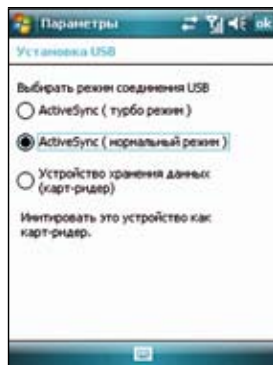 Параметры
ok
Установка USB
Выбирать режим соединения USB
ActiveSync ( турбо режим )
ActiveSync ( нормальный режим )
Устройство хранения данных
(карт-ридер)
Имитировать это устройство как
карт-ридер.